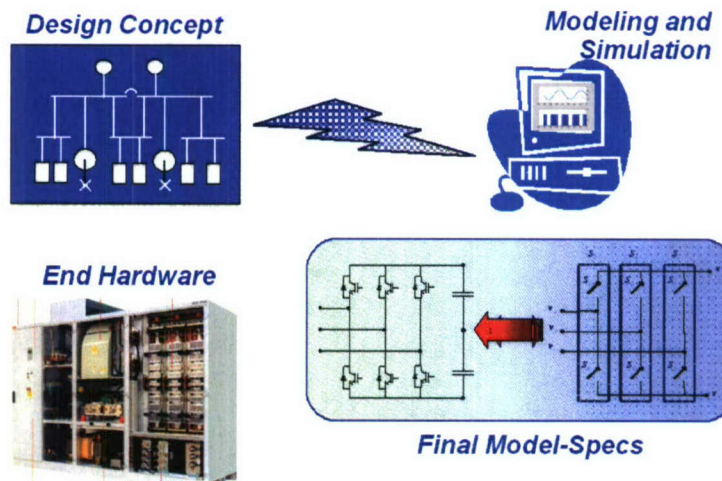 Design Concept
Modeling and
Simulation
End Hardware
S S S
S S S
v
v
v
v
S S S
v
Final Model-Specs